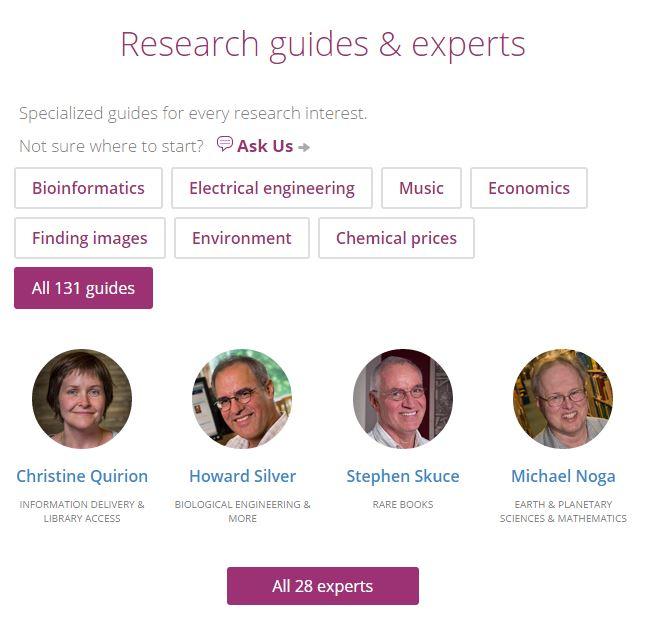 Research guides & experts
Specialized guides for every research interest.
Not sure where to start? Ask Us
Bioinformatics Electrical engineering Music Economics
Finding images Environment Chemical prices
All 131 guides
Christine Quirion Howard Silver Stephen Skuce Michael Noga
INFORMATION DELIVERY & BIOLOGICAL ENGINEERING & RARE BOOKS EARTH & PLANETARY
LIBRARY ACCESS MORE SCIENCES & MATHEMATICS
All 28 experts